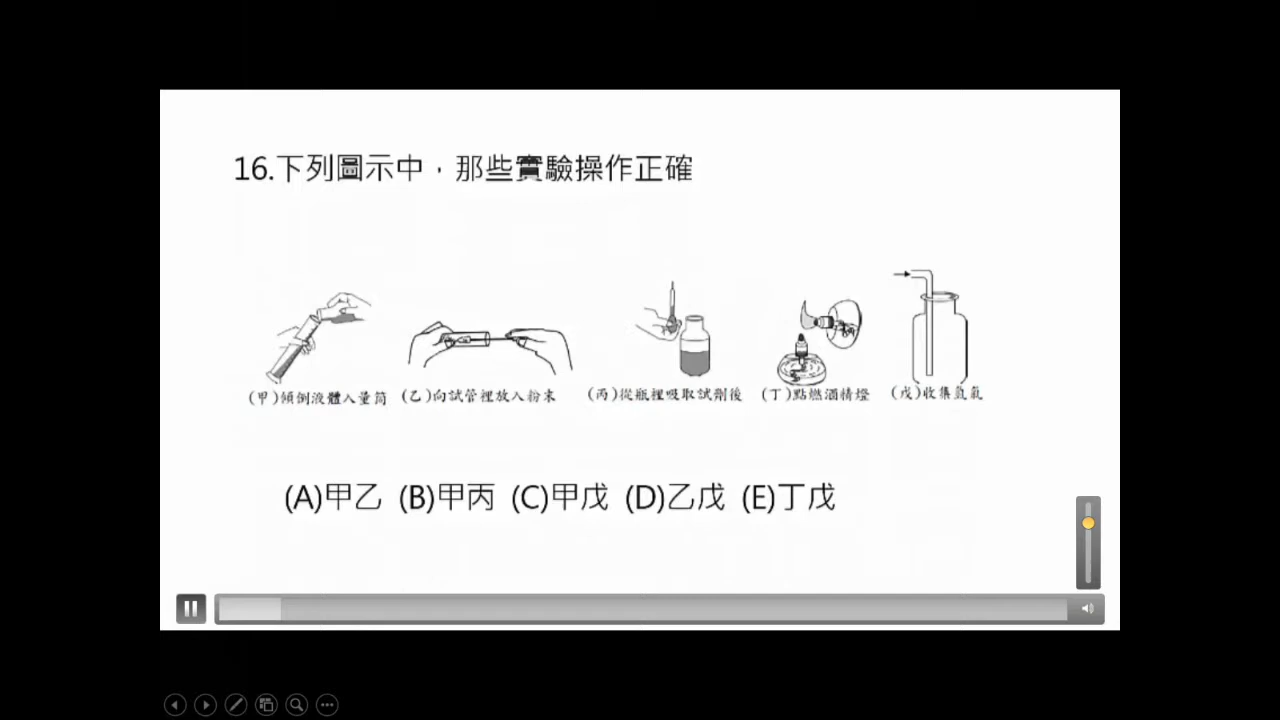 16.下列圖示中，那些實驗操作正確
(甲)傾倒液體入量筒 (乙)向試管裡放入粉末 (丙)從瓶裡吸取試劑後 (丁)點燃酒精燈 (戊)收集氫氣
(A)甲乙 (B)甲丙 (C)甲戊 (D)乙戊 (E)丁戊